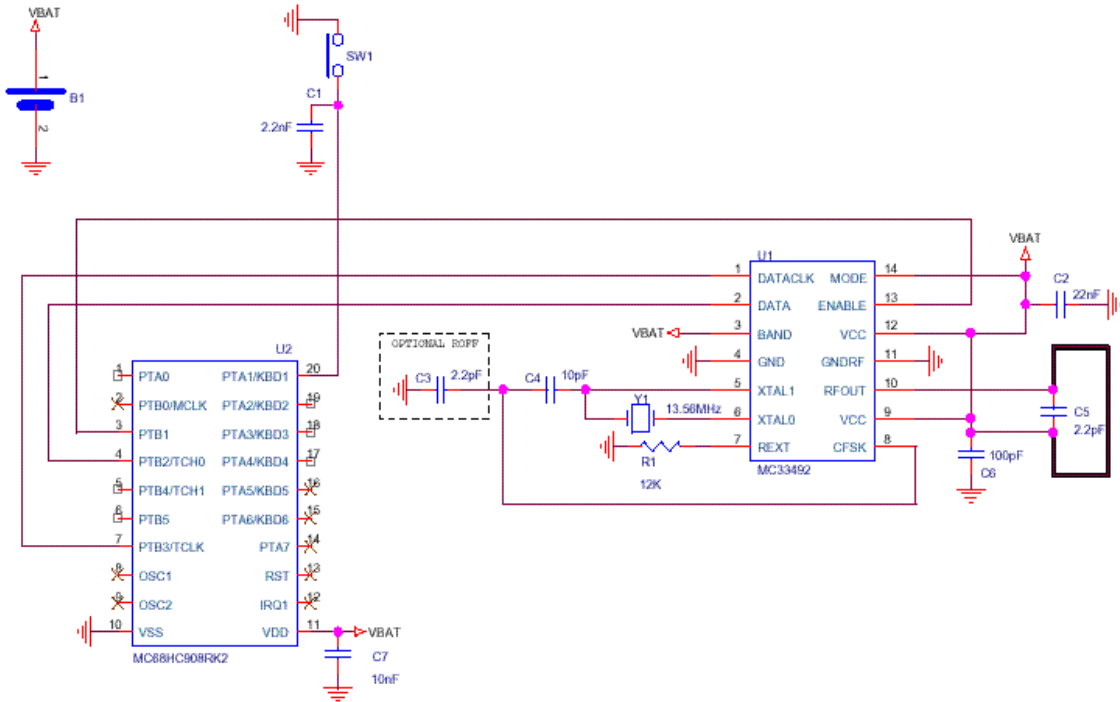 VBAT
1
B1
2
SW1
C1
2.2nF
VBAT
C2
22nF
U1
1 DATACLK MODE 14
2 DATA ENABLE 13
VBAT 3 BAND VCC 12
4 GND GNDRF 11
5 XTAL1 RFOUT 10
6 XTAL0 VCC 9
7 REXT CFSK 8
MC33492
OPTIONAL ROFF
C3 2.2pF
C4 10pF
Y1 13.56MHz
R1
12K
C5
2.2pF
100pF
C6
U2
1 PTA0 PTA1/KBD1 20
2 PTB0/MCLK PTA2/KBD2 19
3 PTB1 PTA3/KBD3 18
4 PTB2/TCH0 PTA4/KBD4 17
5 PTB4/TCH1 PTA5/KBD5 16
6 PTB5 PTA6/KBD6 15
7 PTB3/TCLK PTA7 14
8 OSC1 RST 13
9 OSC2 IRQ1 12
10 VSS VDD 11 VBAT
MC68HC908RK2
C7
10nF